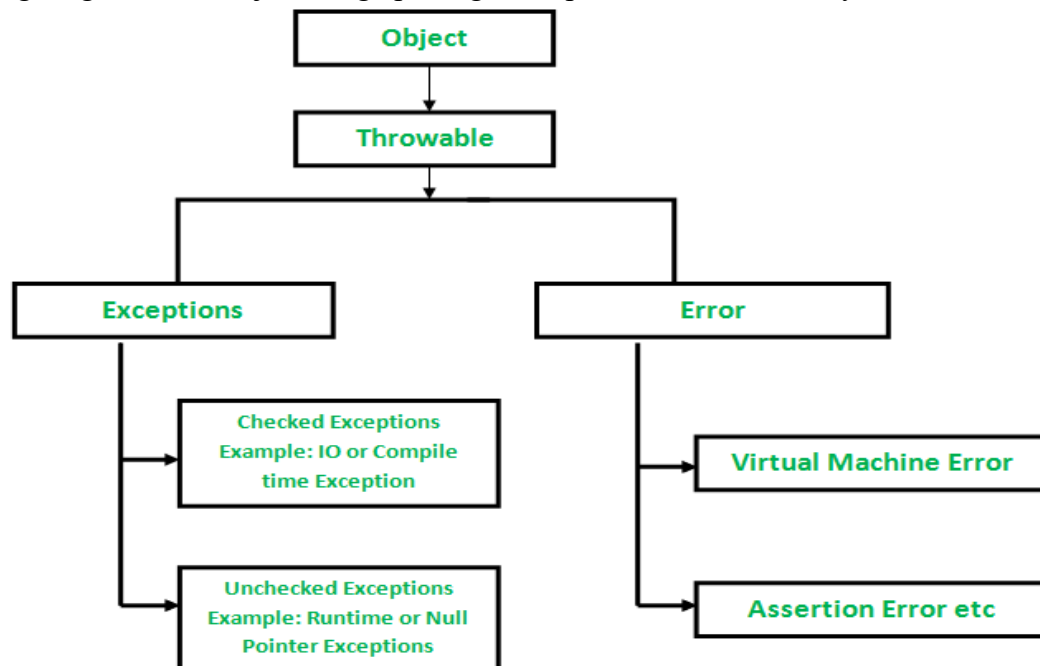 Object
Throwable
Exceptions
Error
Checked Exceptions
Example: IO or Compile
time Exception
Virtual Machine Error
Unchecked Exceptions
Example: Runtime or Null
Pointer Exceptions
Assertion Error etc